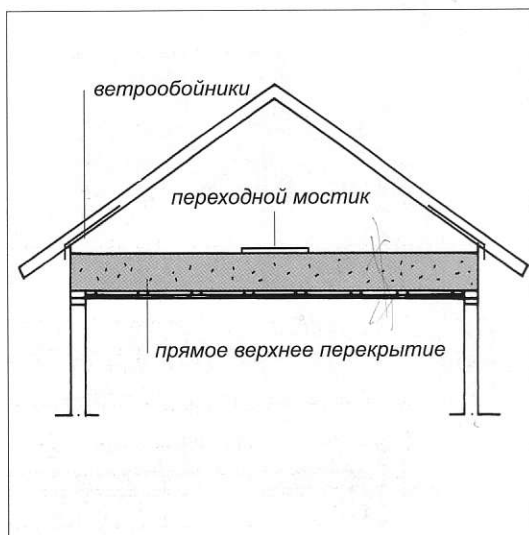 ветрообойники
переходной мостик
прямое верхнее перекрытие